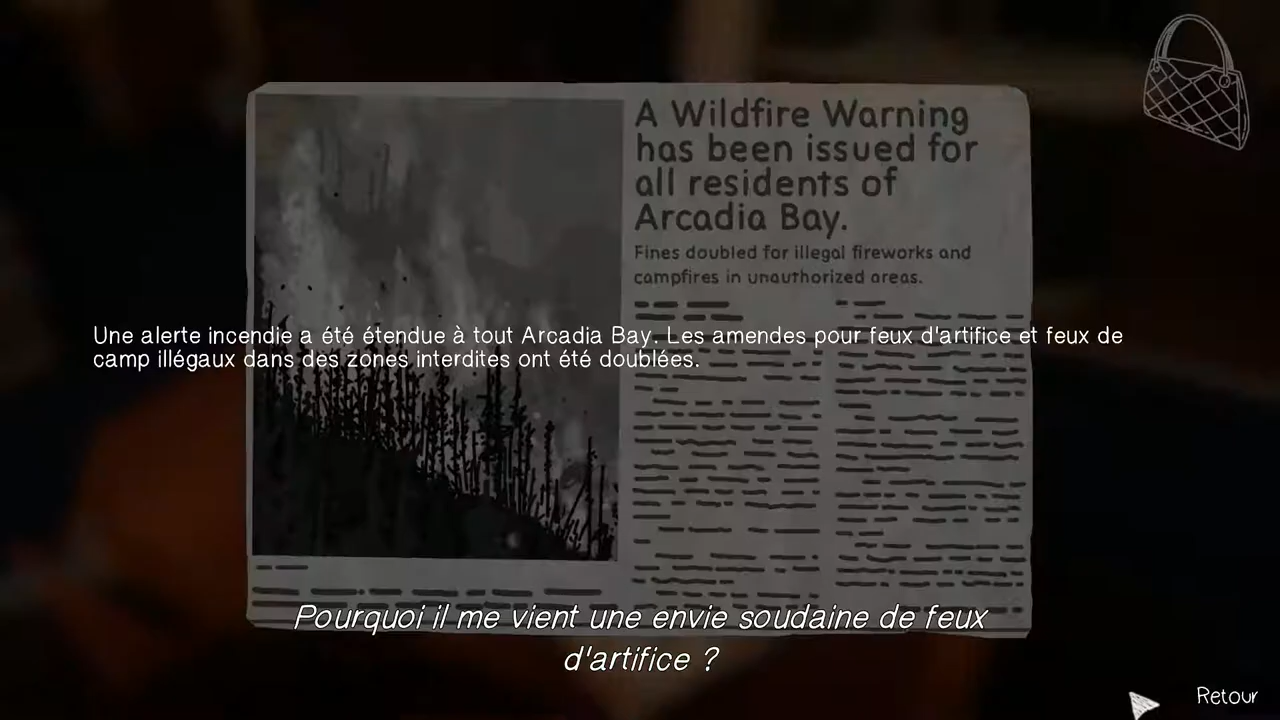 A Wildfire Warning
has been issued for
all residents of
Arcadia Bay.
Fines doubled for illegal fireworks and
campfires in unauthorized areas.
Une alerte incendie a été étendue à tout Arcadia Bay. Les amendes pour feux d'artifice et feux de
camp illégaux dans des zones interdites ont été doublées.
Pourquoi il me vient une envie soudaine de feux
d'artifice ?
Retour